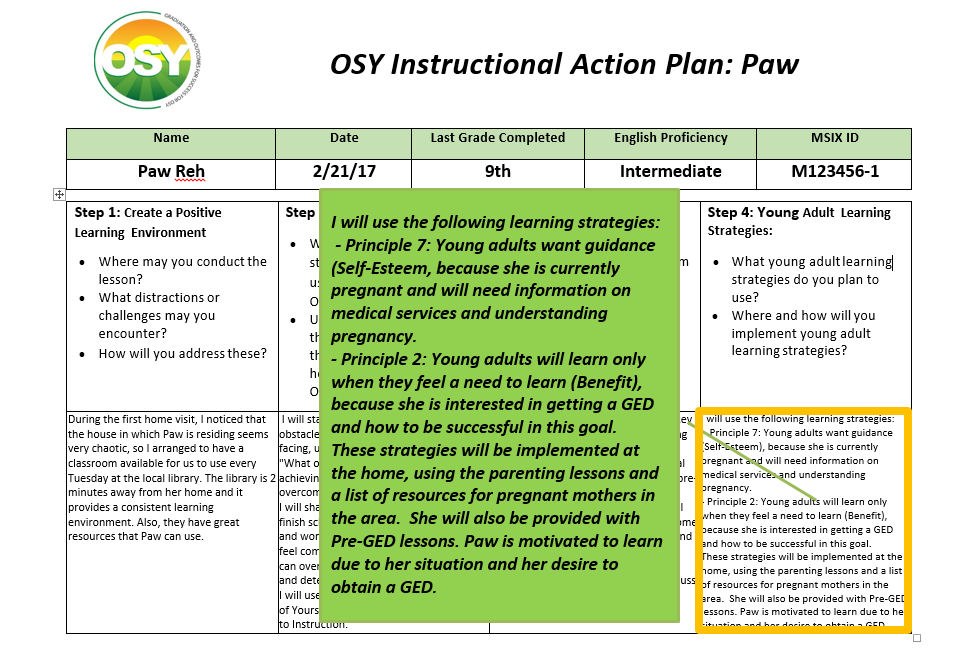 GRADUATION AND OUTCOMES FOR SUCCESS FOR OSY
OSY
OSY Instructional Action Plan: Paw
Name Date Last Grade Completed English Proficiency MSIX ID
Paw Reh 2/21/17 9th Intermediate M123456-1
Step 1: Create a Positive
Learning Environment
• Where may you conduct the
lesson?
• What distractions or
challenges may you
encounter?
• How will you address these?
Step
I will use the following learning strategies:
- Principle 7: Young adults want guidance
(Self-Esteem, because she is currently
pregnant and will need information on
medical services and understanding
pregnancy.
- Principle 2: Young adults will learn only
when they feel a need to learn (Benefit),
because she is interested in getting a GED
and how to be successful in this goal.
These strategies will be implemented at
the home, using the parenting lessons and
a list of resources for pregnant mothers in
the area.  She will also be provided with
Pre-GED lessons. Paw is motivated to learn
due to her situation and her desire to
obtain a GED.
Step 4: Young Adult Learning
Strategies:
• What young adult learning
strategies do you plan to
use?
• Where and how will you
implement young adult
learning strategies?
During the first home visit, I noticed that
the house in which Paw is residing seems
very chaotic, so I arranged to have a
classroom available for us to use every
Tuesday at the local library. The library is 2
minutes away from her home and it
provides a consistent learning
environment. Also, they have great
resources that Paw can use.
I will sta
obstacle
facing, u
"What o
achievin
overcom
I will sha
finish sc
and wor
feel com
can over
and dete
I will use
of Yours
to Instruction.
will use the following learning strategies:
- Principle 7: Young adults want guidance
(Self-Esteem), because she is currently
pregnant and will need information on
medical services and understanding
pregnancy.
- Principle 2: Young adults will learn only
when they feel a need to learn (Benefit),
because she is interested in getting a GED
and how to be successful in this goal.
These strategies will be implemented at the
home, using the parenting lessons and a list
of resources for pregnant mothers in the
area.  She will also be provided with Pre-GED
lessons. Paw is motivated to learn due to he
situation and her desire to obtain a GED.